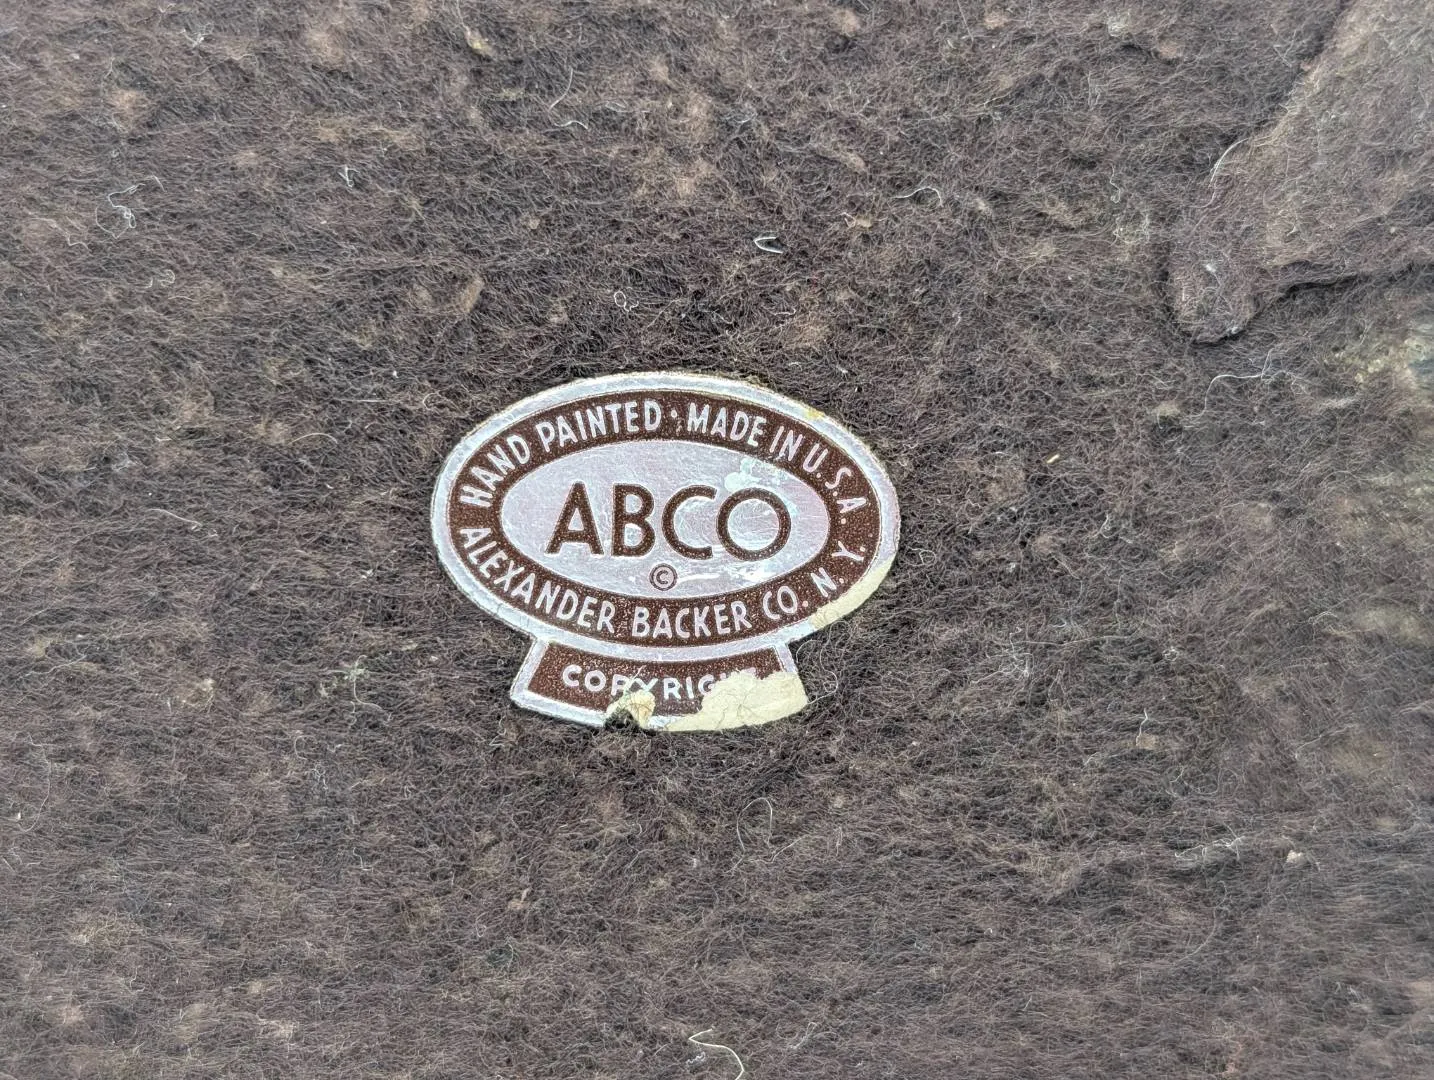 HAND PAINTED · MADE IN U.S.A.
ABCO
©
ALEXANDER BACKER CO. N.Y.